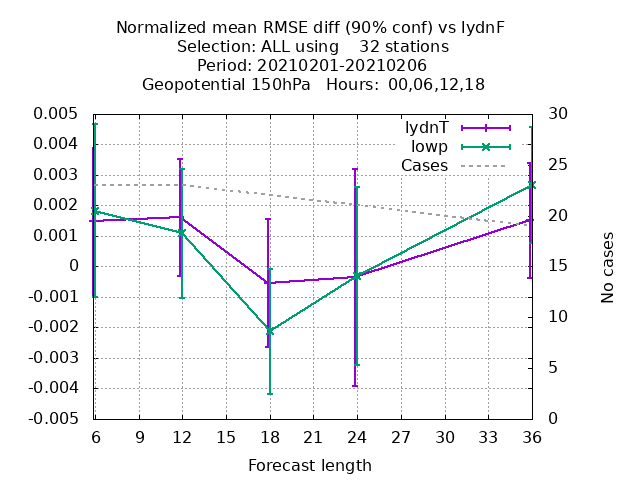 Normalized mean RMSE diff (90% conf) vs lydnF
Selection: ALL using    32 stations
Period: 20210201-20210206
Geopotential 150hPa   Hours: 00,06,12,18
lydnT
lowp
Cases
0.005
0.004
0.003
0.002
0.001
0
-0.001
-0.002
-0.003
-0.004
-0.005
30
25
20
15
10
5
0
No cases
6 9 12 15 18 21 24 27 30 33 36
Forecast length